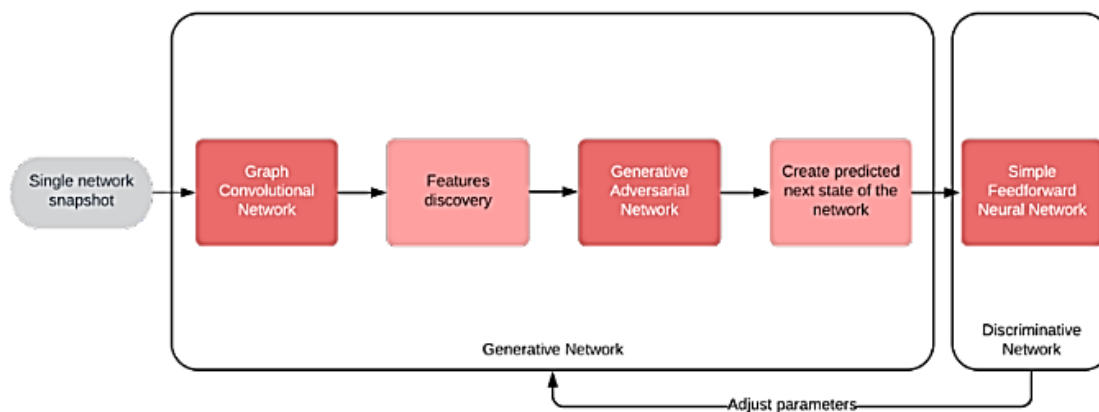 Single network
snapshot
Graph
Convolutional
Network
Features
discovery
Generative
Adversarial
Network
Create predicted
next state of the
network
Simple
Feedforward
Neural Network
Generative Network
Discriminative
Network
Adjust parameters